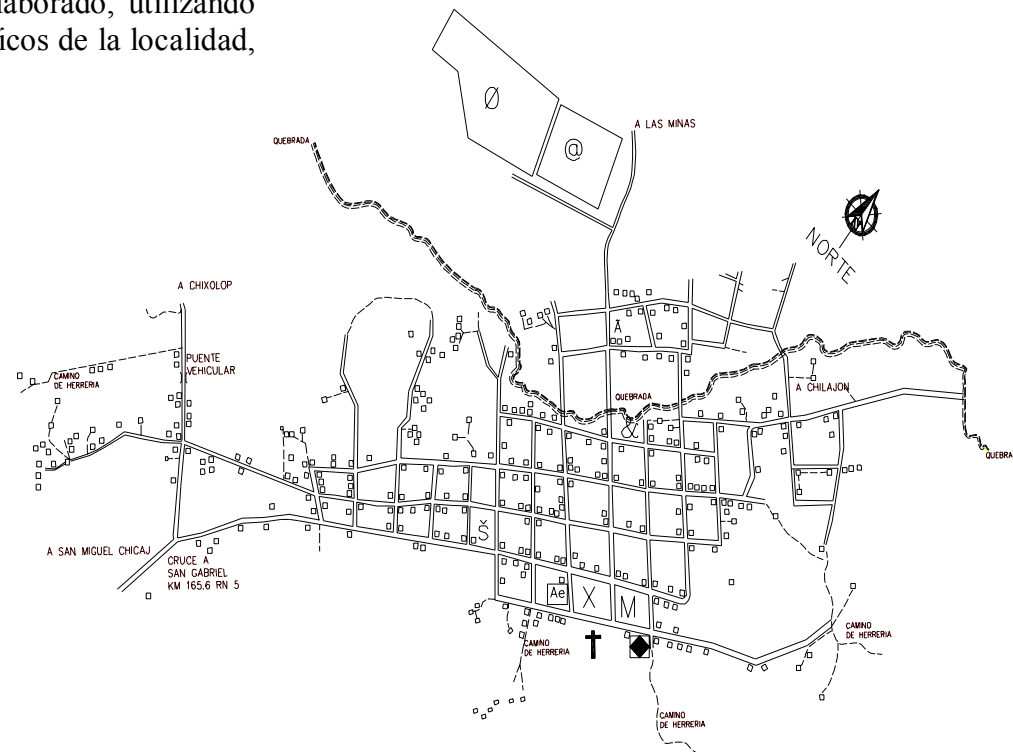 aborado, utilizando
icos de la localidad,
Ø
@
A LAS MINAS
QUEBRADA
NORTE
A CHIXOLOP
Ã
PUENTE
VEHICULAR
CAMINO
DE HERRERIA
A CHILAJON
QUEBRADA
&
QUEBRA
Š
A SAN MIGUEL CHICAJ
CRUCE A
SAN GABRIEL
KM 165.6 RN 5
Ae
X
M
CAMINO
DE HERRERIA
CAMINO
DE HERRERIA
CAMINO
DE HERRERIA